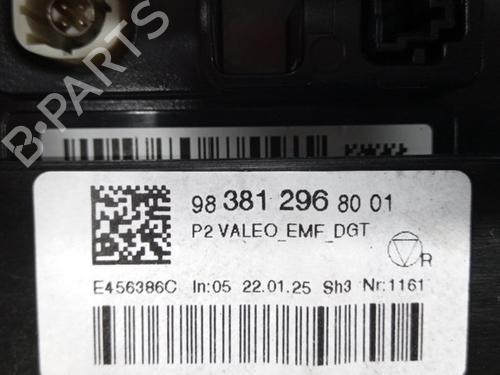 98 381 296 80 01
P2 VALEO_EMF_DGT
R
E456386C In:05 22.01.25 Sh3 Nr:1161
B-PARTS